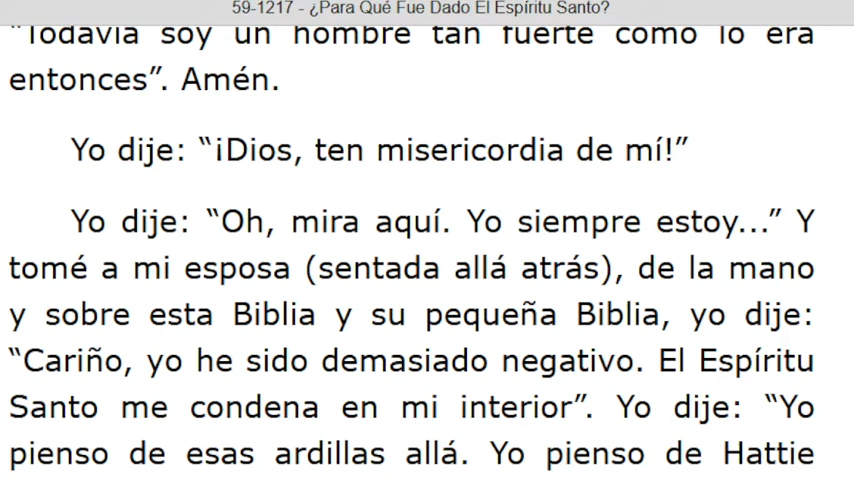 59-1217 - ¿Para Qué Fue Dado El Espíritu Santo?
“Todavía soy un hombre tan fuerte como lo era
entonces”. Amén.
Yo dije: “¡Dios, ten misericordia de mí!”
Yo dije: “Oh, mira aquí. Yo siempre estoy...” Y
tomé a mi esposa (sentada allá atrás), de la mano
y sobre esta Biblia y su pequeña Biblia, yo dije:
“Cariño, yo he sido demasiado negativo. El Espíritu
Santo me condena en mi interior”. Yo dije: “Yo
pienso de esas ardillas allá. Yo pienso de Hattie